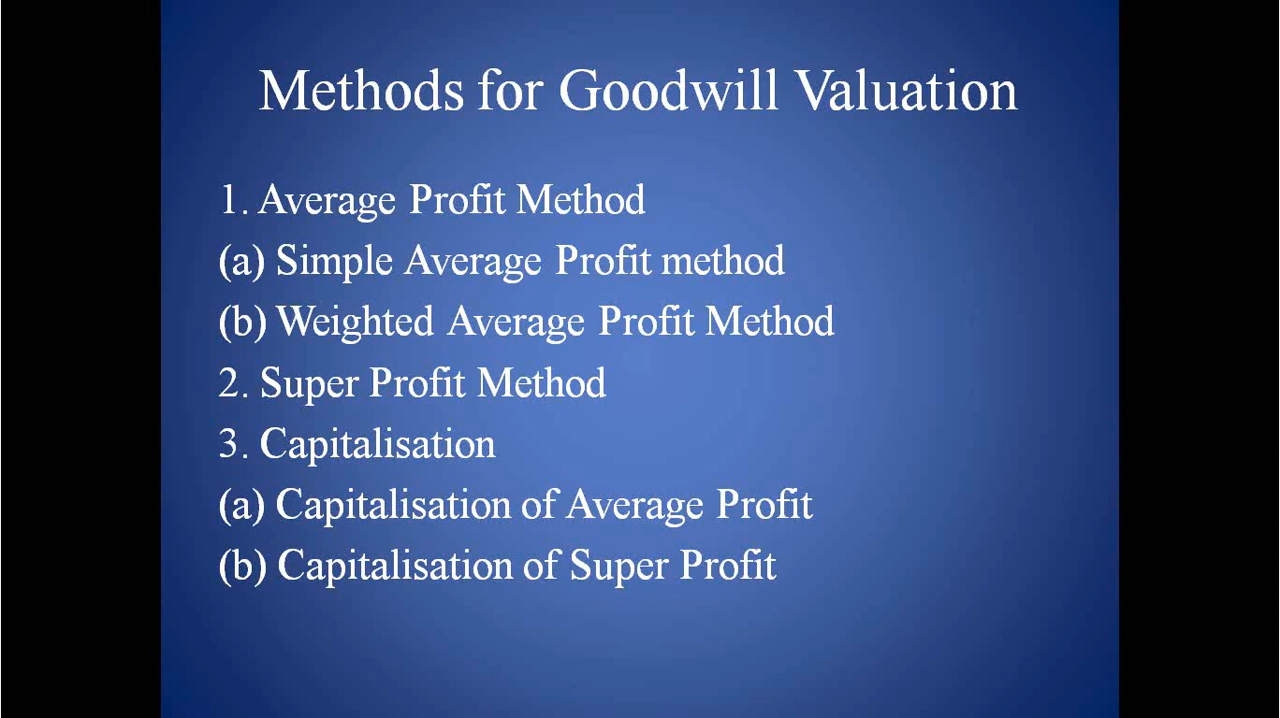 Methods for Goodwill Valuation
1. Average Profit Method
(a) Simple Average Profit method
(b) Weighted Average Profit Method
2. Super Profit Method
3. Capitalisation
(a) Capitalisation of Average Profit
(b) Capitalisation of Super Profit